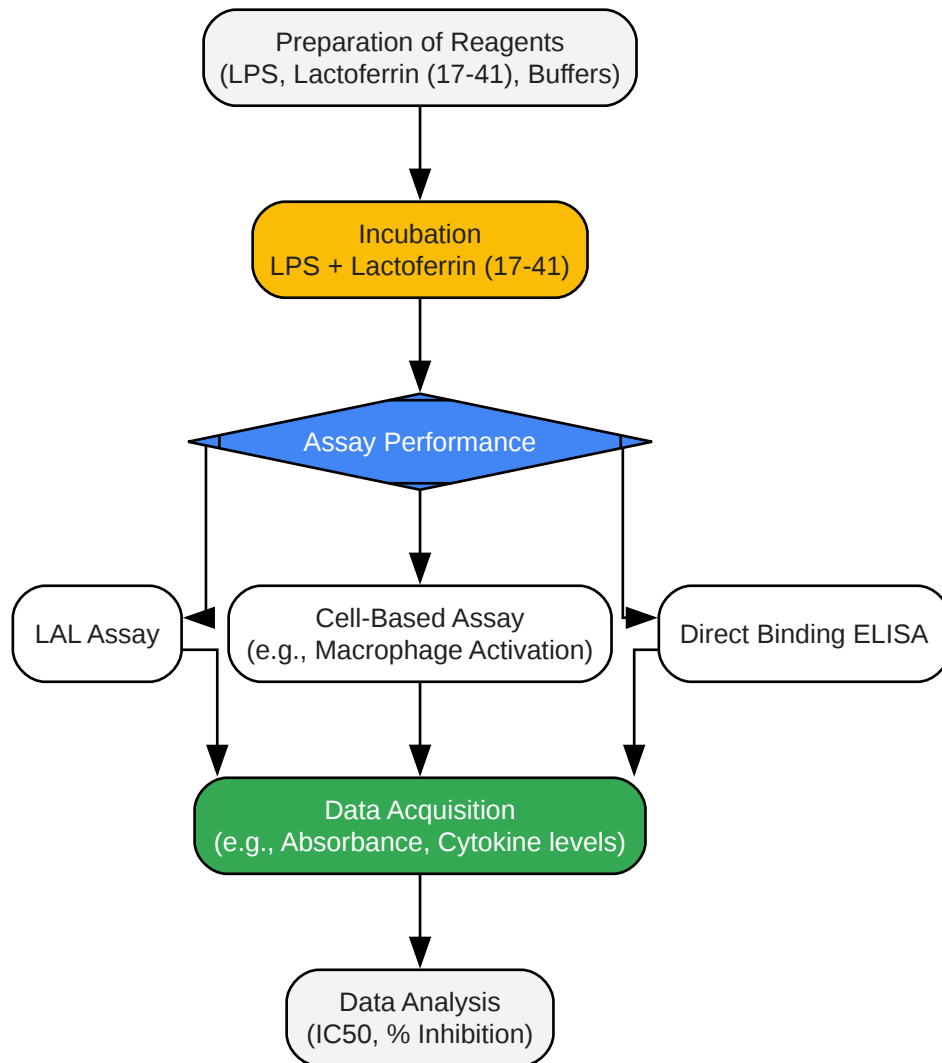 Preparation of Reagents
(LPS, Lactoferrin (17-41), Buffers)
Incubation
LPS + Lactoferrin (17-41)
Assay Performance
LAL Assay
Cell-Based Assay
(e.g., Macrophage Activation)
Direct Binding ELISA
Data Acquisition
(e.g., Absorbance, Cytokine levels)
Data Analysis
(IC50, % Inhibition)